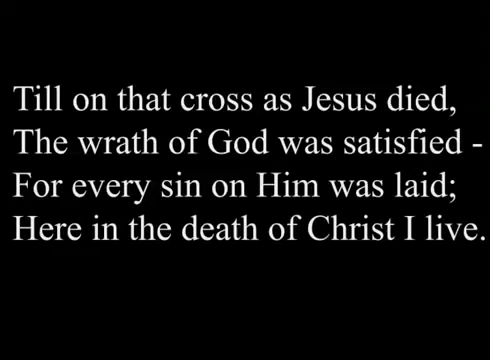 Till on that cross as Jesus died,
The wrath of God was satisfied -
For every sin on Him was laid;
Here in the death of Christ I live.